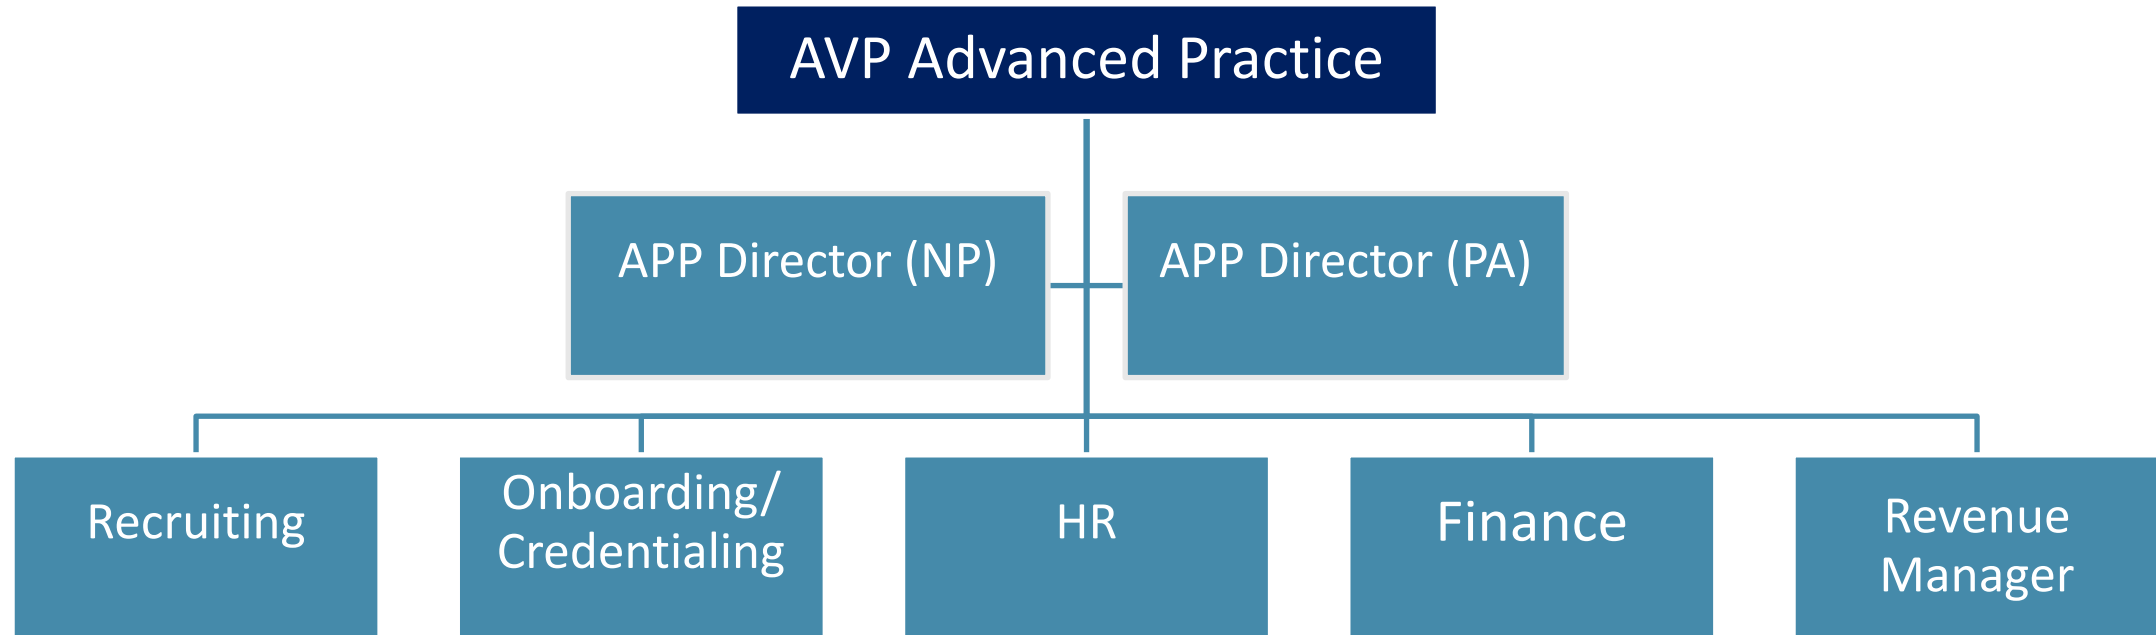 AVP Advanced Practice
APP Director (NP)
APP Director (PA)
Recruiting
Onboarding/
Credentialing
HR
Finance
Revenue
Manager